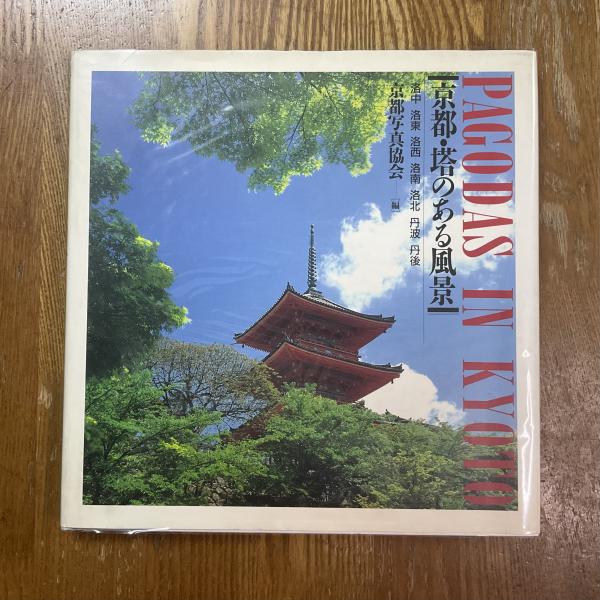 PAGODAS IN KYOTO
京都・塔のある風景
洛中 洛東 洛西 洛南 洛北 丹波 丹後
京都写真協会 [編]